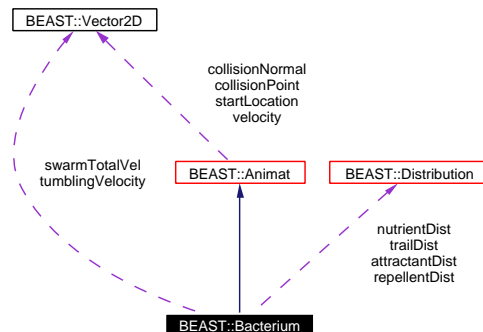 BEAST::Vector2D
collisionNormal
collisionPoint
startLocation
velocity
swarmTotalVel
tumblingVelocity
BEAST::Animat
BEAST::Distribution
nutrientDist
trailDist
attractantDist
repellentDist
BEAST::Bacterium